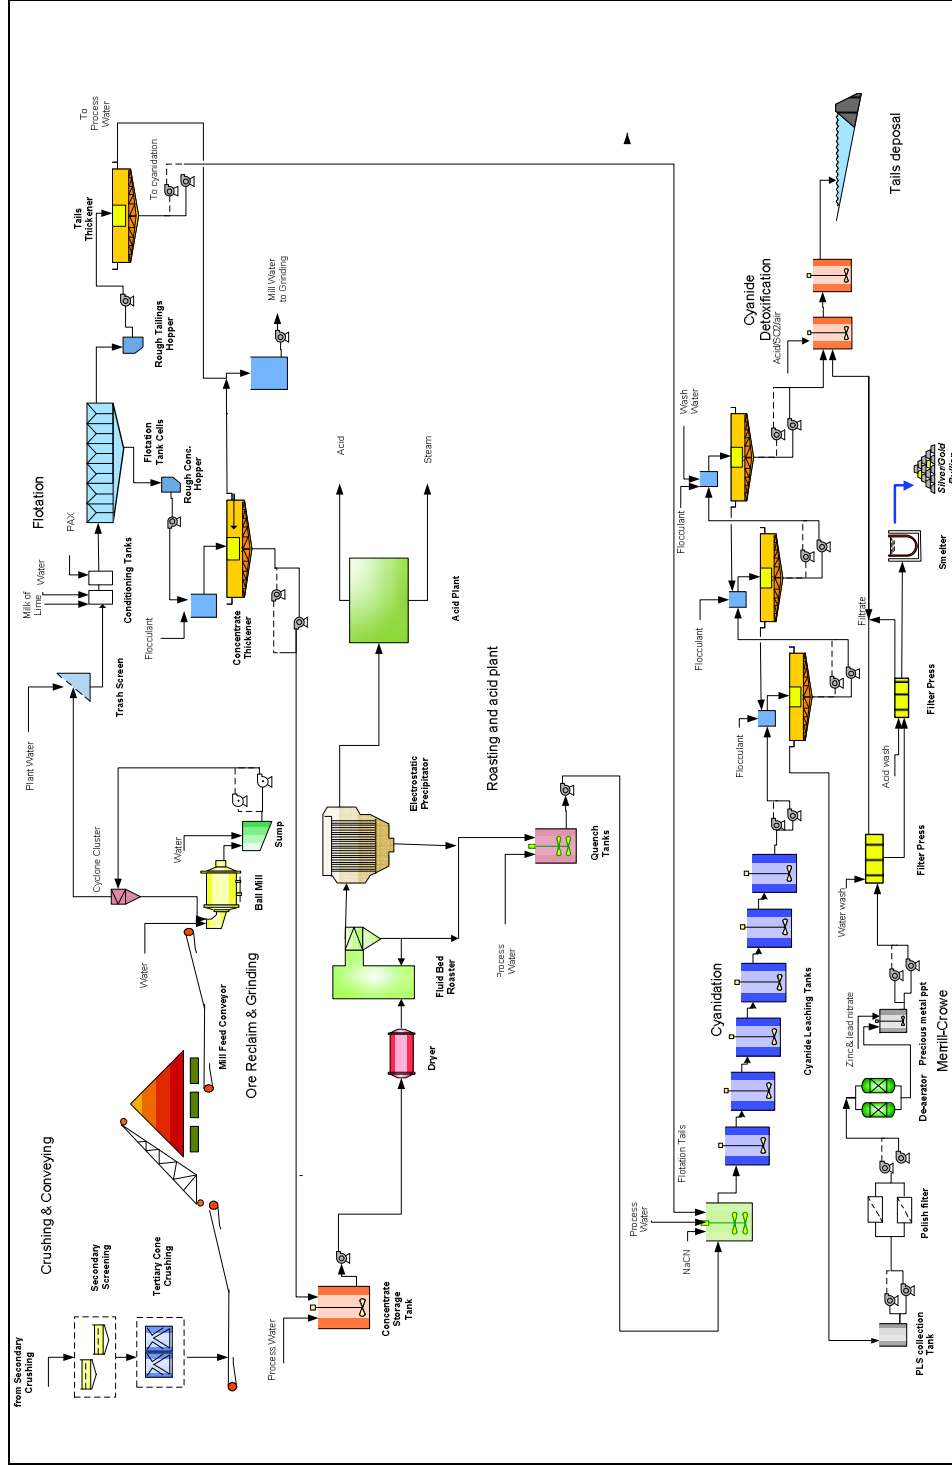 Crushing & Conveying
from Secondary
Crushing
Secondary
Screening
Tertiary Cone
Crushing
Ore Reclaim & Grinding
Mill Feed Conveyor
Water
Cyclone Cluster
Ball Mill
Water
Sump
Plant Water
Trash Screen
Flotation
Milk of
Lime
Water
PAX
Conditioning Tanks
Flotation
Tank Cells
Rough Conc.
Hopper
Rough Tailings
Hopper
Tails
Thickener
To
Process
Water
To cyanidation
Flocculant
Concentrate
Thickener
Mill Water
to Grinding
Process Water
Concentrate
Storage
Tank
Dryer
Fluid Bed
Roaster
Electrostatic
Precipitator
Acid Plant
Acid
Steam
Roasting and acid plant
Process
Water
Quench
Tanks
Process
Water
NaCN
Flotation Tails
Cyanidation
Cyanide Leaching Tanks
Flocculant
Flocculant
Flocculant
Wash
Water
Cyanide
Detoxification
Acid/SO2/air
Tails deposal
PLS collection
Tank
Polish filter
De-aerator
Zinc & lead nitrate
Precious metal ppt
Merrill-Crowe
Water wash
Filter Press
Acid wash
Filter Press
Filtrate
Smelter
Silver/Gold